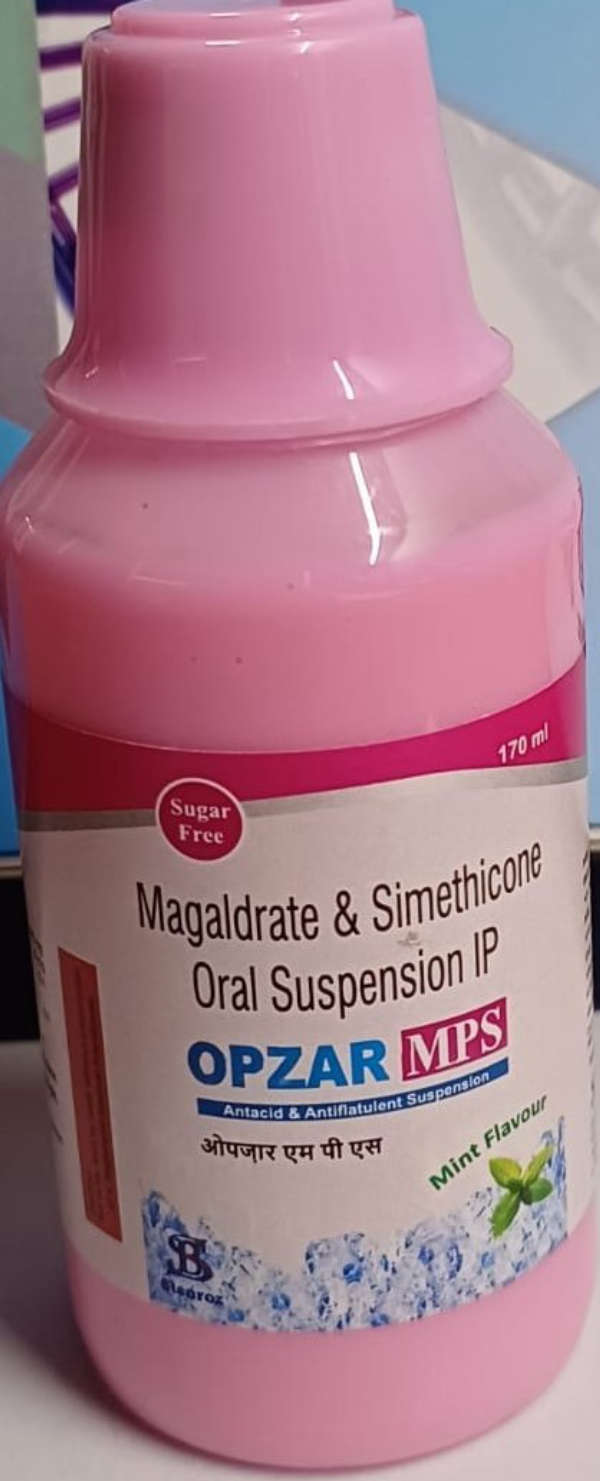 170 ml
Sugar
Free
Magaldrate & Simethicone
Oral Suspension IP
OPZAR MPS
Antacid & Antiflatulent Suspension
ओपज़ार एम पी एस
Mint Flavour